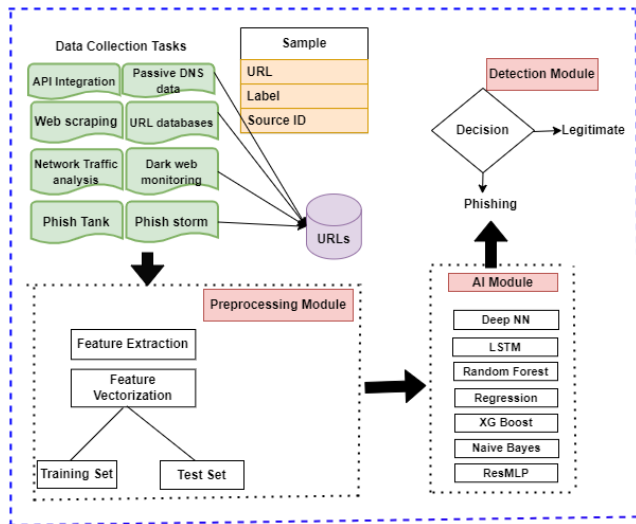 Data Collection Tasks
API Integration
Passive DNS
data
Web scraping
URL databases
Network Traffic
analysis
Dark web
monitoring
Phish Tank
Phish storm
Sample
URL
Label
Source ID
URLs
Detection Module
Decision
Legitimate
Phishing
Preprocessing Module
Feature Extraction
Feature
Vectorization
Training Set
Test Set
AI Module
Deep NN
LSTM
Random Forest
Regression
XG Boost
Naive Bayes
ResMLP